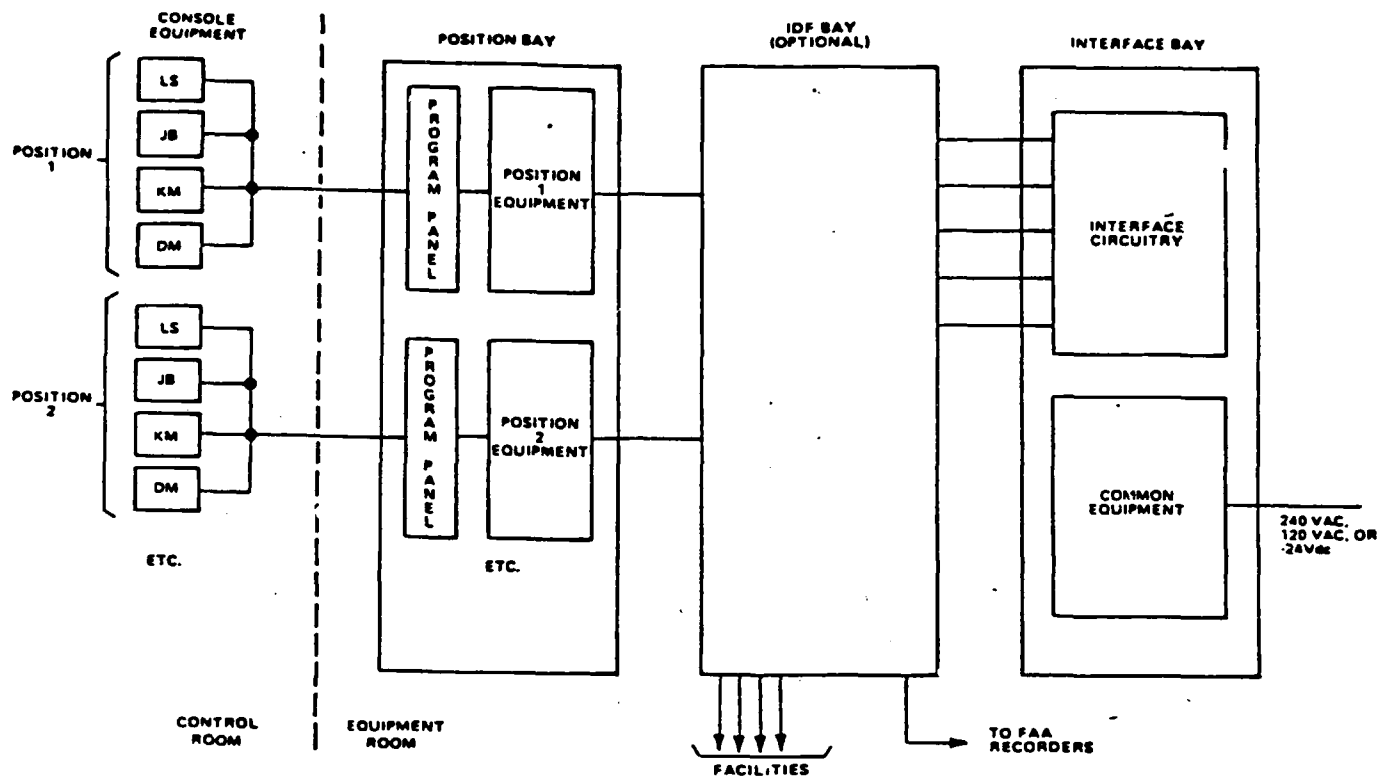 CONSOLE
EQUIPMENT
POSITION BAY
IDF BAY
(OPTIONAL)
INTERFACE BAY
POSITION
1
LS
JB
KM
DM
PROGRAM PANEL
POSITION
1
EQUIPMENT
INTERFACE
CIRCUITRY
POSITION
2
LS
JB
KM
DM
PROGRAM PANEL
POSITION
2
EQUIPMENT
COMMON
EQUIPMENT
240 VAC,
120 VAC, OR
-24Vdc
ETC.
ETC.
CONTROL
ROOM
EQUIPMENT
ROOM
FACILITIES
TO FAA
RECORDERS